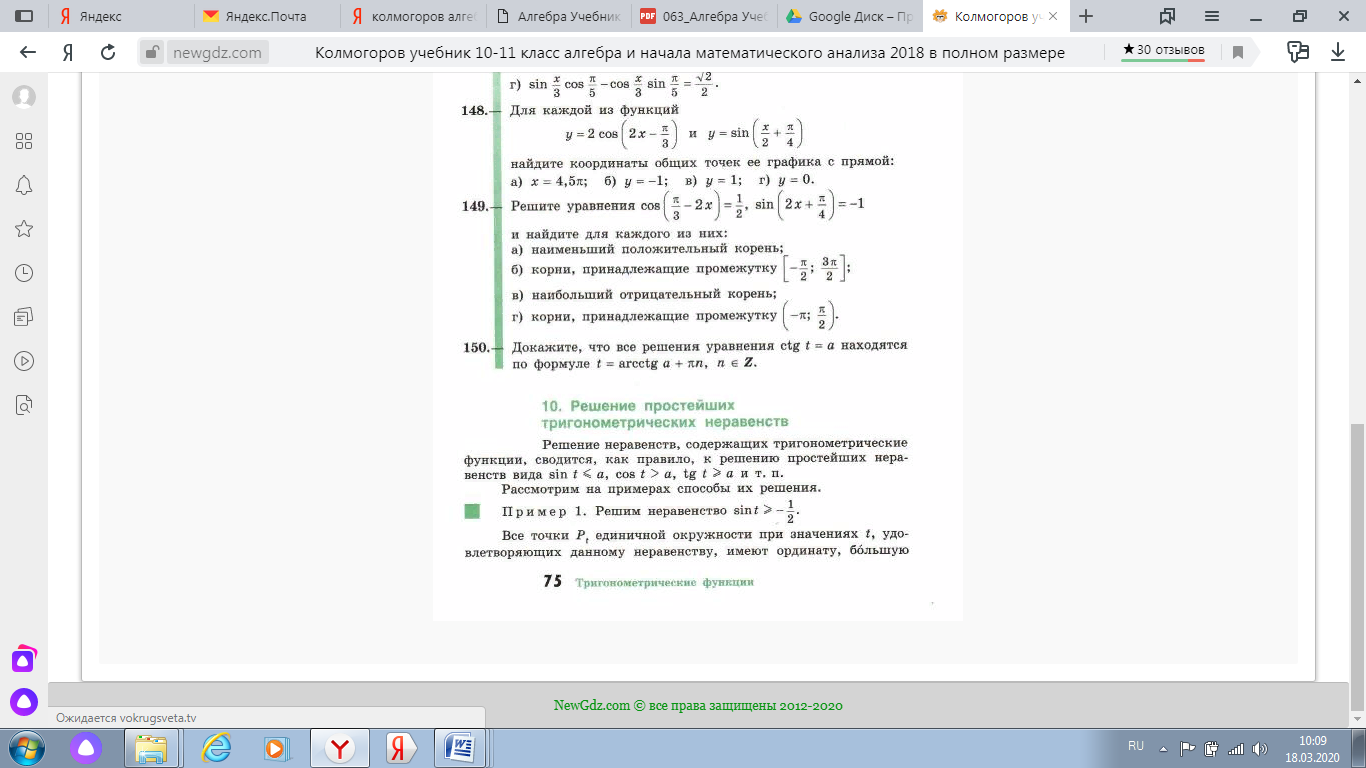 Яндекс
Яндекс.Почта
колмогоров алге
Алгебра Учебник
063_Алгебра Учеб
Google Диск – Пр
Колмогоров уч
newgdz.com
Колмогоров учебник 10-11 класс алгебра и начала математического анализа 2018 в полном размере
★30 отзывов
г) sin x/3 cos π/5 – cos x/3 sin π/5 = √2/2.
148.— Для каждой из функций
y = 2 cos (2x – π/3) и y = sin (x/2 + π/4)
найдите координаты общих точек ее графика с прямой:
а) x = 4,5π; б) y = –1; в) y = 1; г) y = 0.
149.— Решите уравнения cos (π/3 – 2x) = 1/2, sin (2x + π/4) = –1
и найдите для каждого из них:
а) наименьший положительный корень;
б) корни, принадлежащие промежутку [–π/2; 3π/2];
в) наибольший отрицательный корень;
г) корни, принадлежащие промежутку (–π; π/2).
150.— Докажите, что все решения уравнения ctg t = a находятся
по формуле t = arcctg a + πn, n ∈ Z.
10. Решение простейших
тригонометрических неравенств
Решение неравенств, содержащих тригонометрические
функции, сводится, как правило, к решению простейших нера-
венств вида sin t ⩽ a, cos t > a, tg t ⩾ a и т. п.
Рассмотрим на примерах способы их решения.
Пример 1. Решим неравенство sin t ⩾ –1/2.
Все точки Pt единичной окружности при значениях t, удо-
влетворяющих данному неравенству, имеют ординату, бо́льшую
75 Тригонометрические функции
NewGdz.com © все права защищены 2012-2020
Ожидается vokrugsveta.tv
RU
10:09
18.03.2020